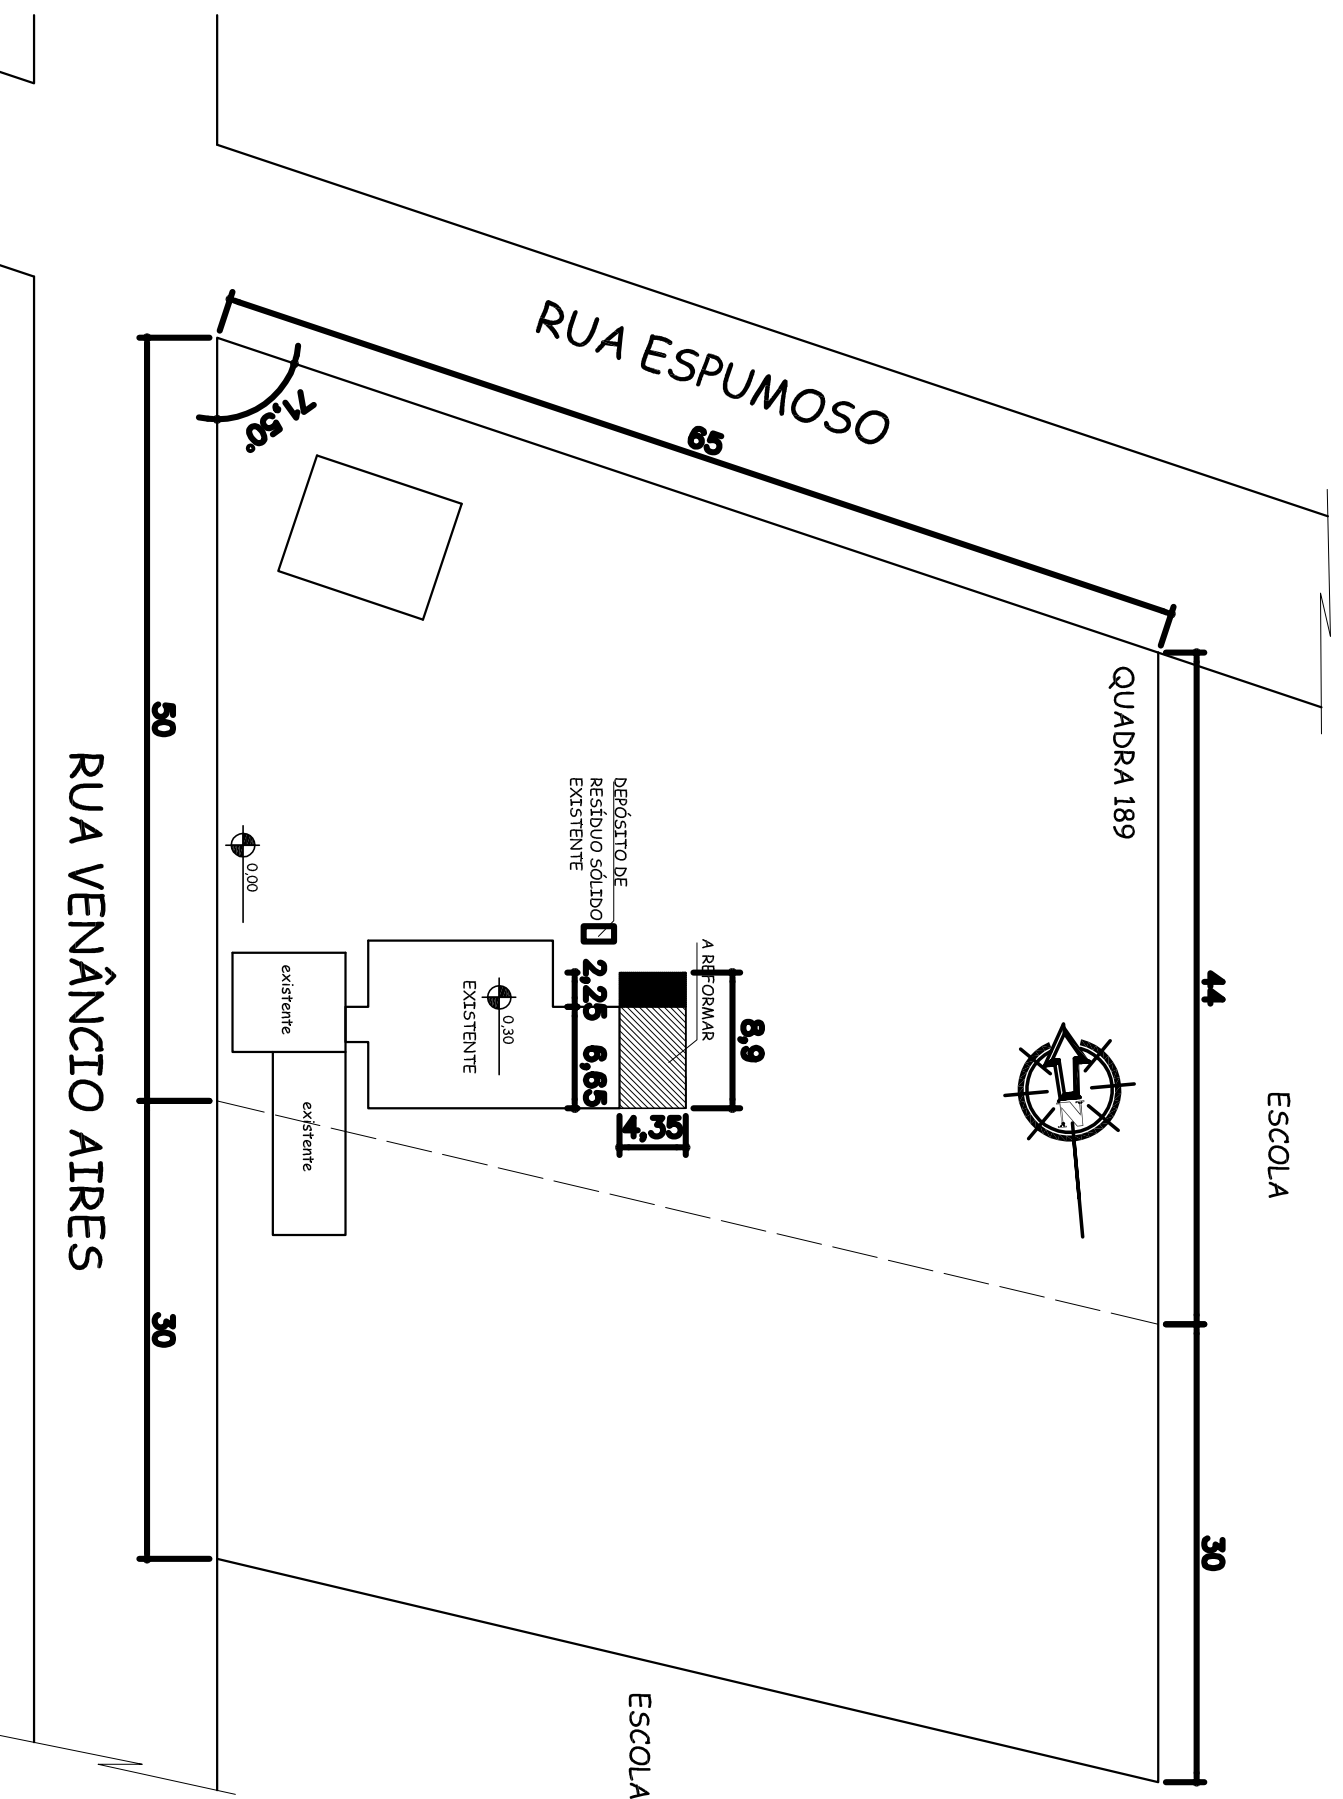 ESCOLA
44
30
QUADRA 189
RUA ESPUMOSO
65
8,9
A REFORMAR
4,35
DEPÓSITO DE
RESÍDUO SÓLIDO
EXISTENTE
2,25
6,65
ESCOLA
0,30
EXISTENTE
existente
existente
71,50°
0,00
50
30
RUA VENÂNCIO AIRES
N